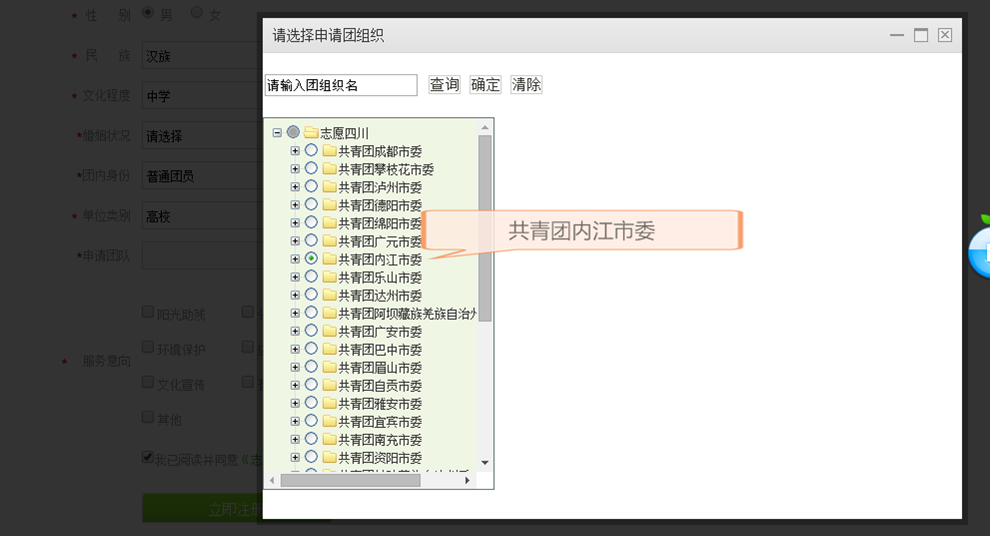 * 性 别 男 女
* 民 族 汉族
* 文化程度 中学
*婚姻状况 请选择
*团内身份 普通团员
* 单位类别 高校
*申请团队
阳光助残
* 服务意向 环境保护
文化宣传
其他
我已阅读并同意《志
立即注册
请选择申请团组织
请输入团组织名 查询 确定 清除
志愿四川
共青团成都市委
共青团攀枝花市委
共青团泸州市委
共青团德阳市委
共青团绵阳市委
共青团广元市委
共青团内江市委
共青团乐山市委
共青团达州市委
共青团阿坝藏族羌族自治州
共青团广安市委
共青团巴中市委
共青团眉山市委
共青团自贡市委
共青团雅安市委
共青团宜宾市委
共青团南充市委
共青团资阳市委
共青团内江市委